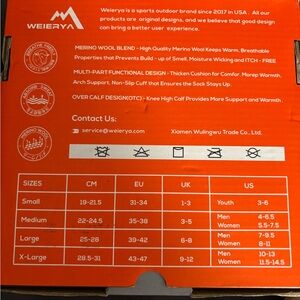 WEIERYA
Weierya is a sports outdoor brand since 2017 in USA . All our
products are original designs, and we believe that good design
can bring a better user experience.
MERINO WOOL BLEND - High Quality Merino Wool Keeps Warm, Breathable
Properties that Prevents Build - up of Smell, Moisture Wicking and ITCH - FREE
MULTI-PART FUNCTIONAL DESIGN - Thicken Cushion for Comfor, Morep Warmth,
Arch Support, Non-Slip Cuff that Ensures the Sock Stays Up.
OVER CALF DESIGN(OTC) - Knee High Calf Provides More Support and Warmth.
MERINO WOOL
Contact Us:
service@weierya.com Xiamen Wulingwu Trade Co., Ltd.
SIZES CM EU UK US
Small 19-21.5 31-34 1-3 Youth 3-6
Medium 22-24.5 35-38 3-5 Men 4-6.5
Women 5.5-7.5
Large 25-28 39-42 6-8 Men 7-9.5
Women 8-11
X-Large 28.5-31 43-47 9-12 Men 10-13
Women 11.5-14.5